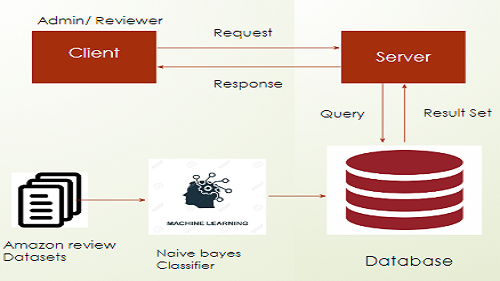 Admin/ Reviewer
Request
Client
Server
Response
Query
Result Set
MACHINE LEARNING
Amazon review
Datasets
Naive bayes
Classifier
Database